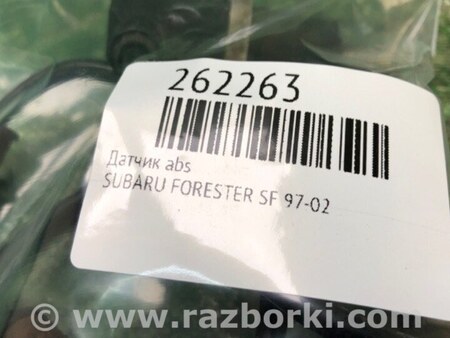 262263
Датчик abs
SUBARU FORESTER SF 97-02
© www.razborki.com